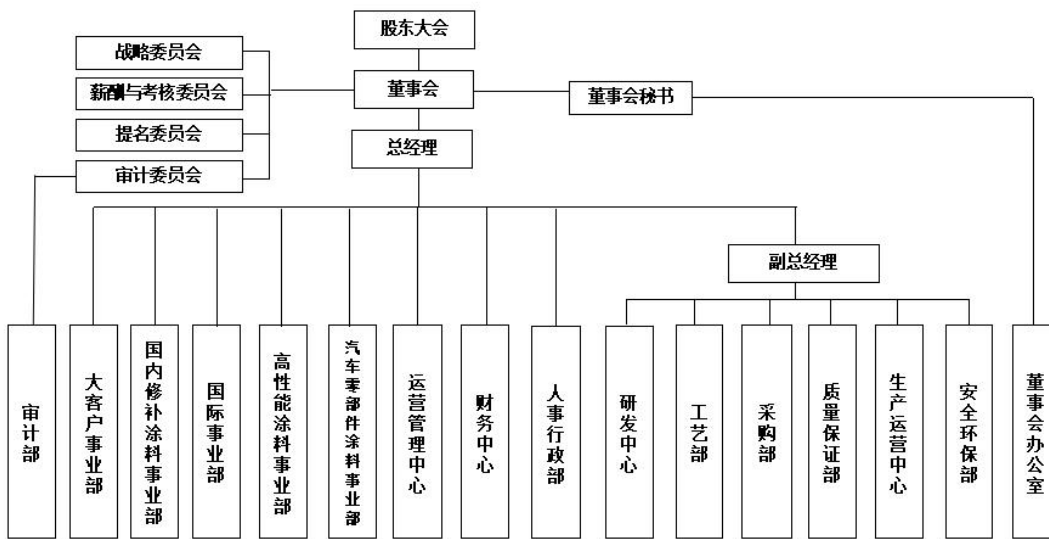 股东大会
战略委员会
董事会
薪酬与考核委员会
董事会秘书
提名委员会
总经理
审计委员会
副总经理
审计部
大客户事业部
国内修补涂料事业部
国际事业部
高性能涂料事业部
汽车零部件涂料事业部
运营管理中心
财务中心
人事行政部
研发中心
工艺部
采购部
质量保证部
生产运营中心
安全环保部
董事会办公室